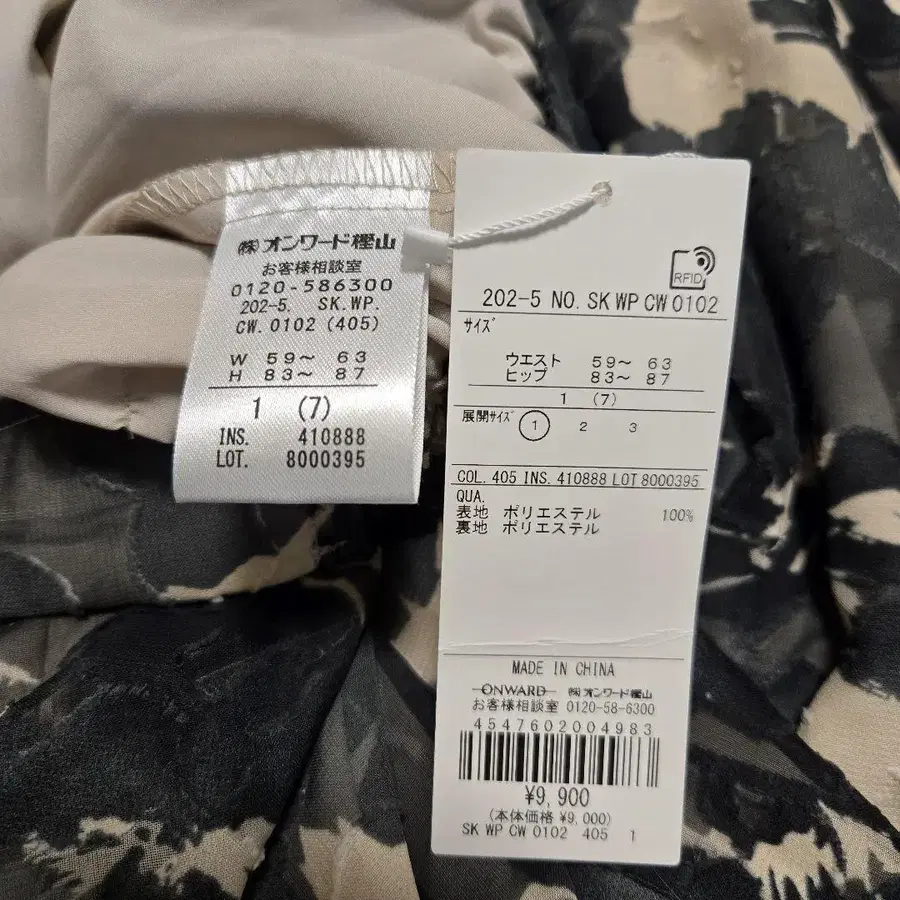 ㈱オンワード樫山
お客様相談室
0120-586300
202-5. SK.WP.
CW.0102 (405)
W 59～ 63
H 83～ 87
1 (7)
INS. 410888
LOT. 8000395
RFID
202-5 NO. SK WP CW 0102
サイズ
ウエスト 59～ 63
ヒップ 83～ 87
1 (7)
展開サイズ
1 2 3
COL. 405 INS. 410888 LOT 8000395
QUA.
表地 ポリエステル 100%
裏地 ポリエステル
MADE IN CHINA
ONWARD ㈱オンワード樫山
お客様相談室 0120-58-6300
4547602004983
¥9,900
(本体価格 ¥9,000)
SK WP CW 0102 405 1